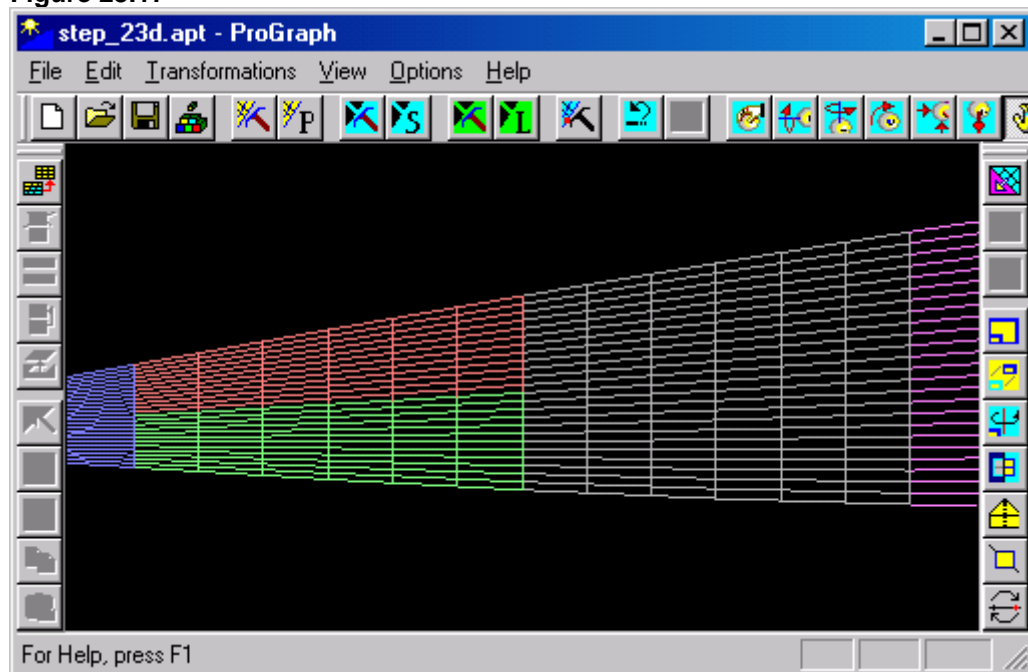 step_23d.apt - ProGraph
File Edit Transformations View Options Help
P S L
For Help, press F1